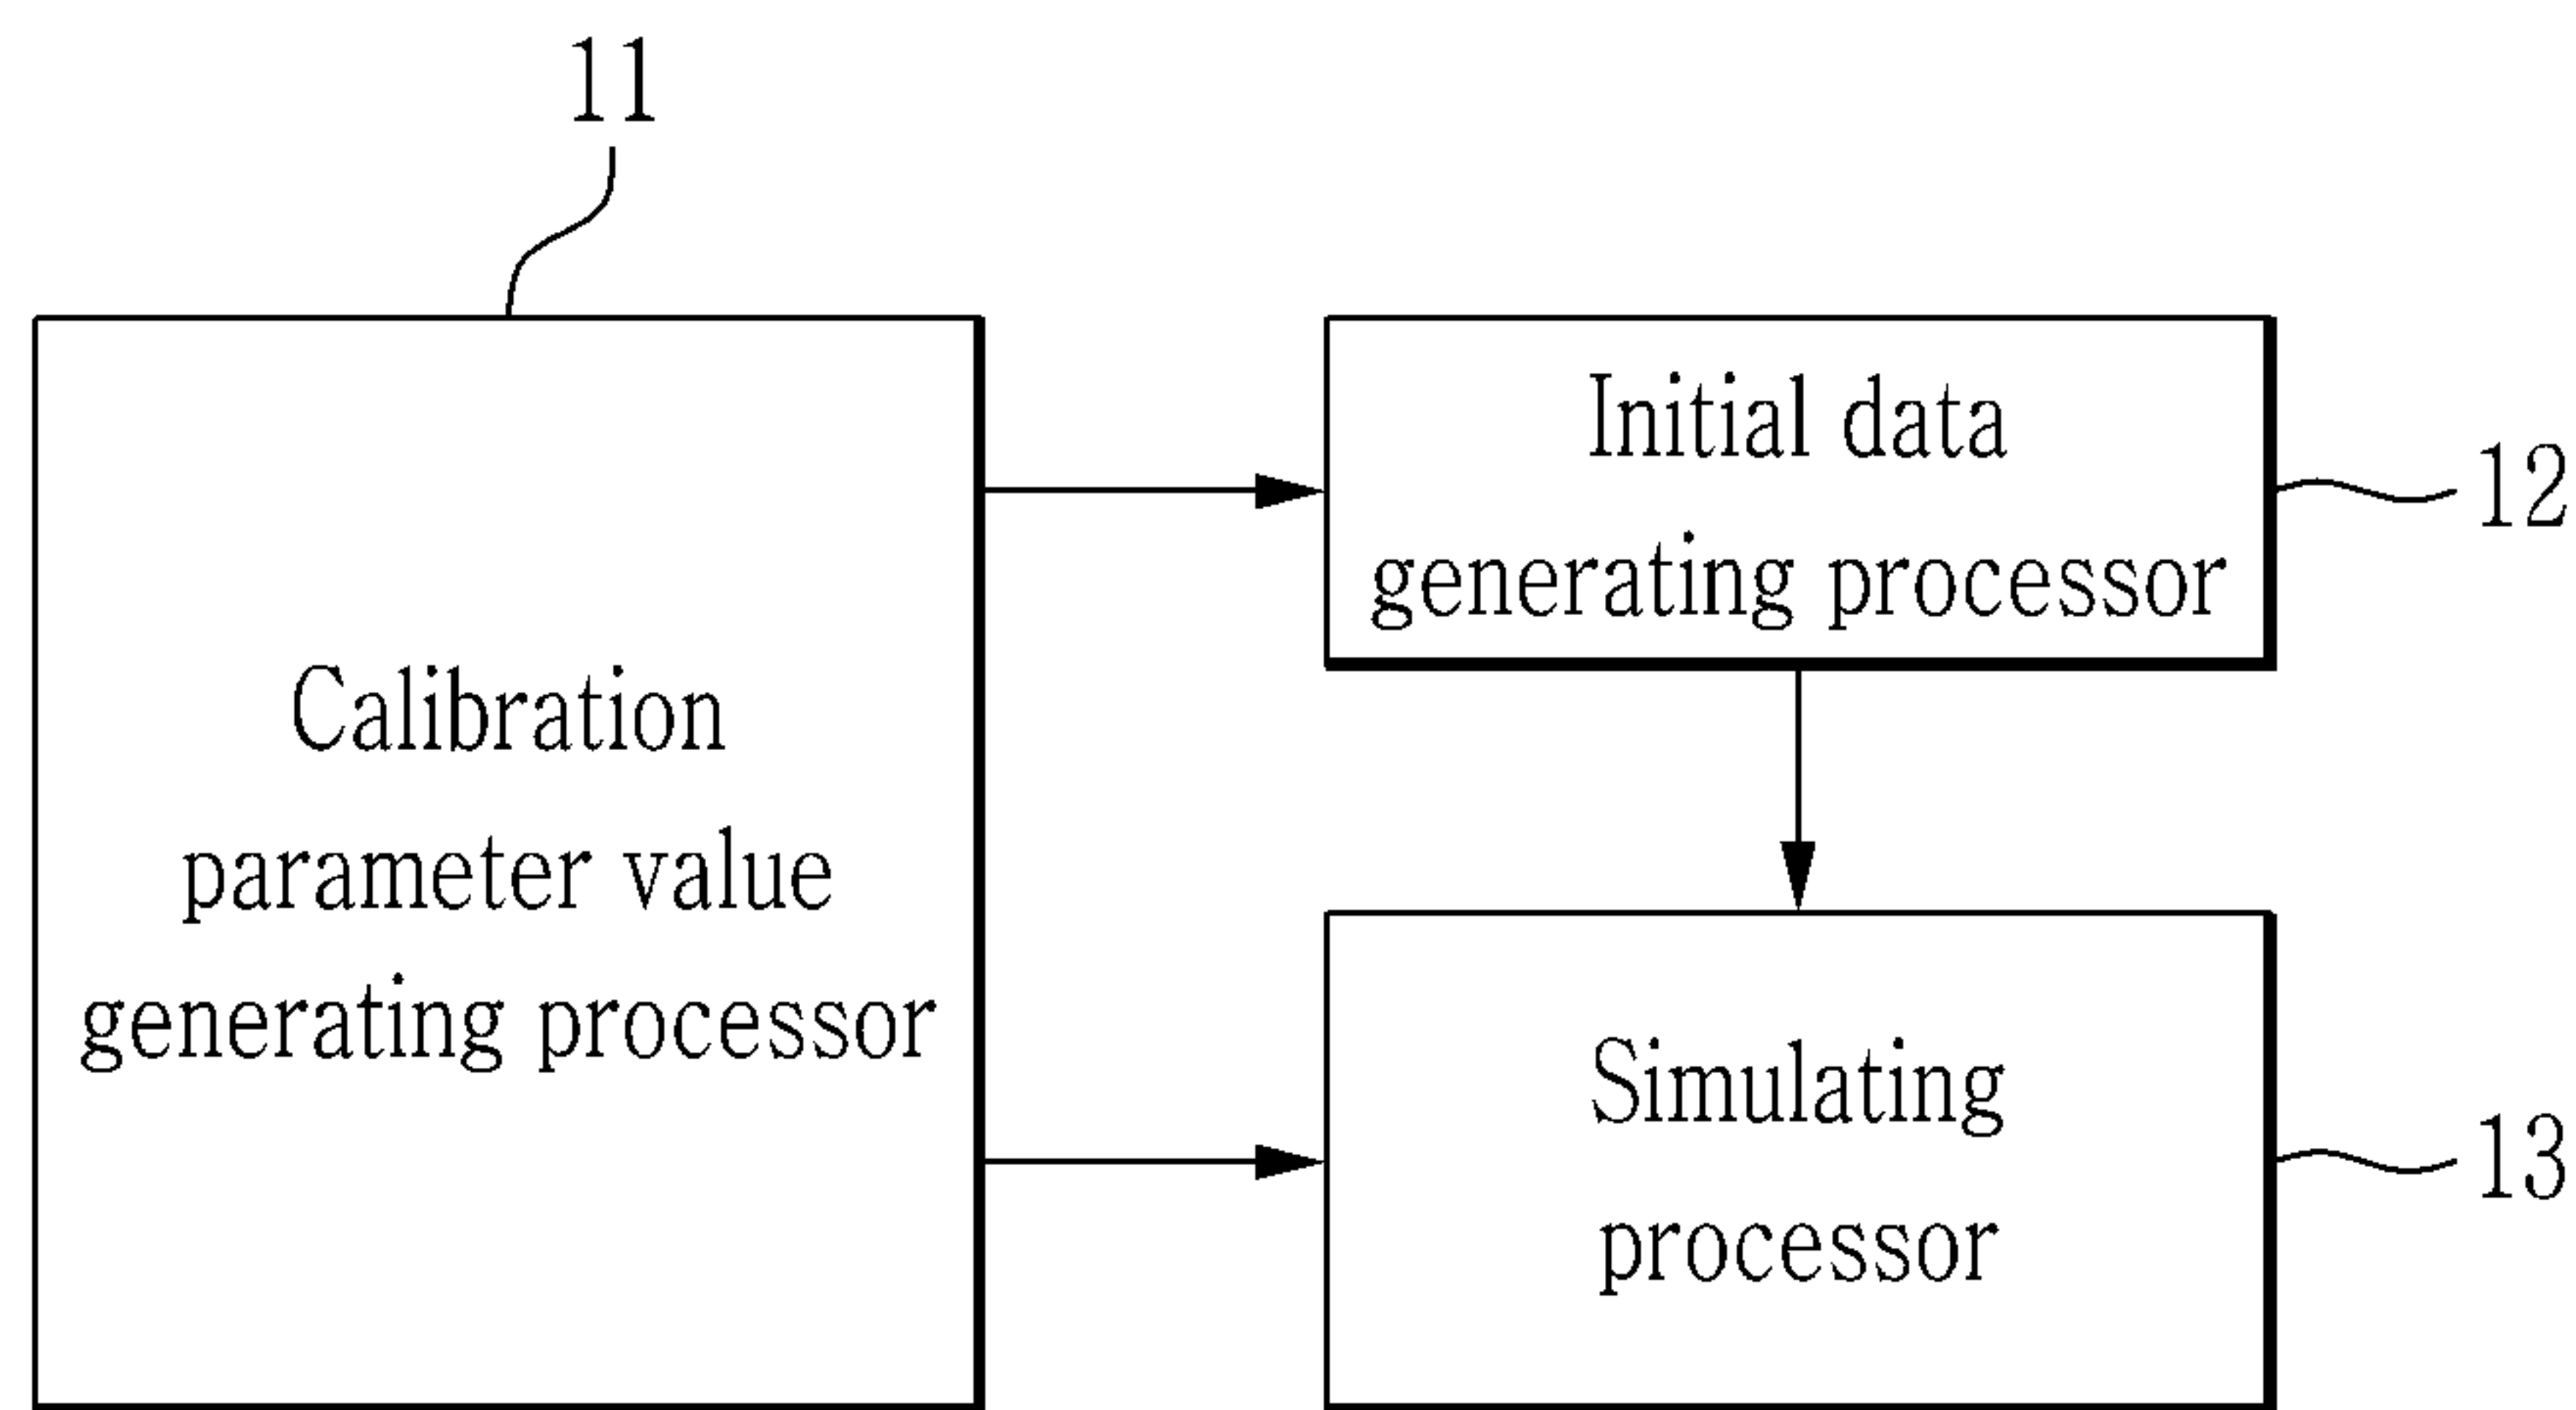 11
Calibration
parameter value
generating processor
Initial data
generating processor
12
Simulating
processor
13